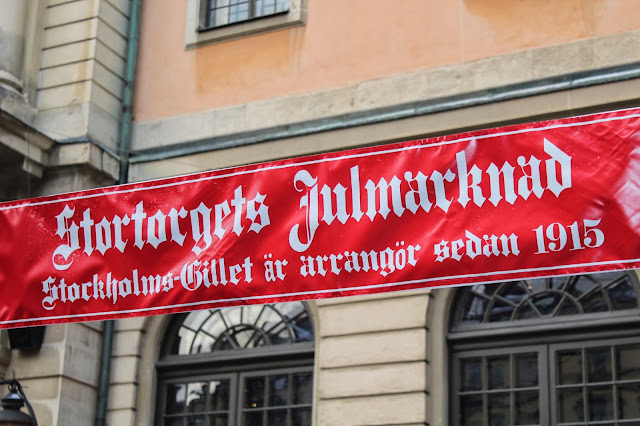 Stortorgets Julmarknad
Stockholms-Gillet är arrangör sedan 1915